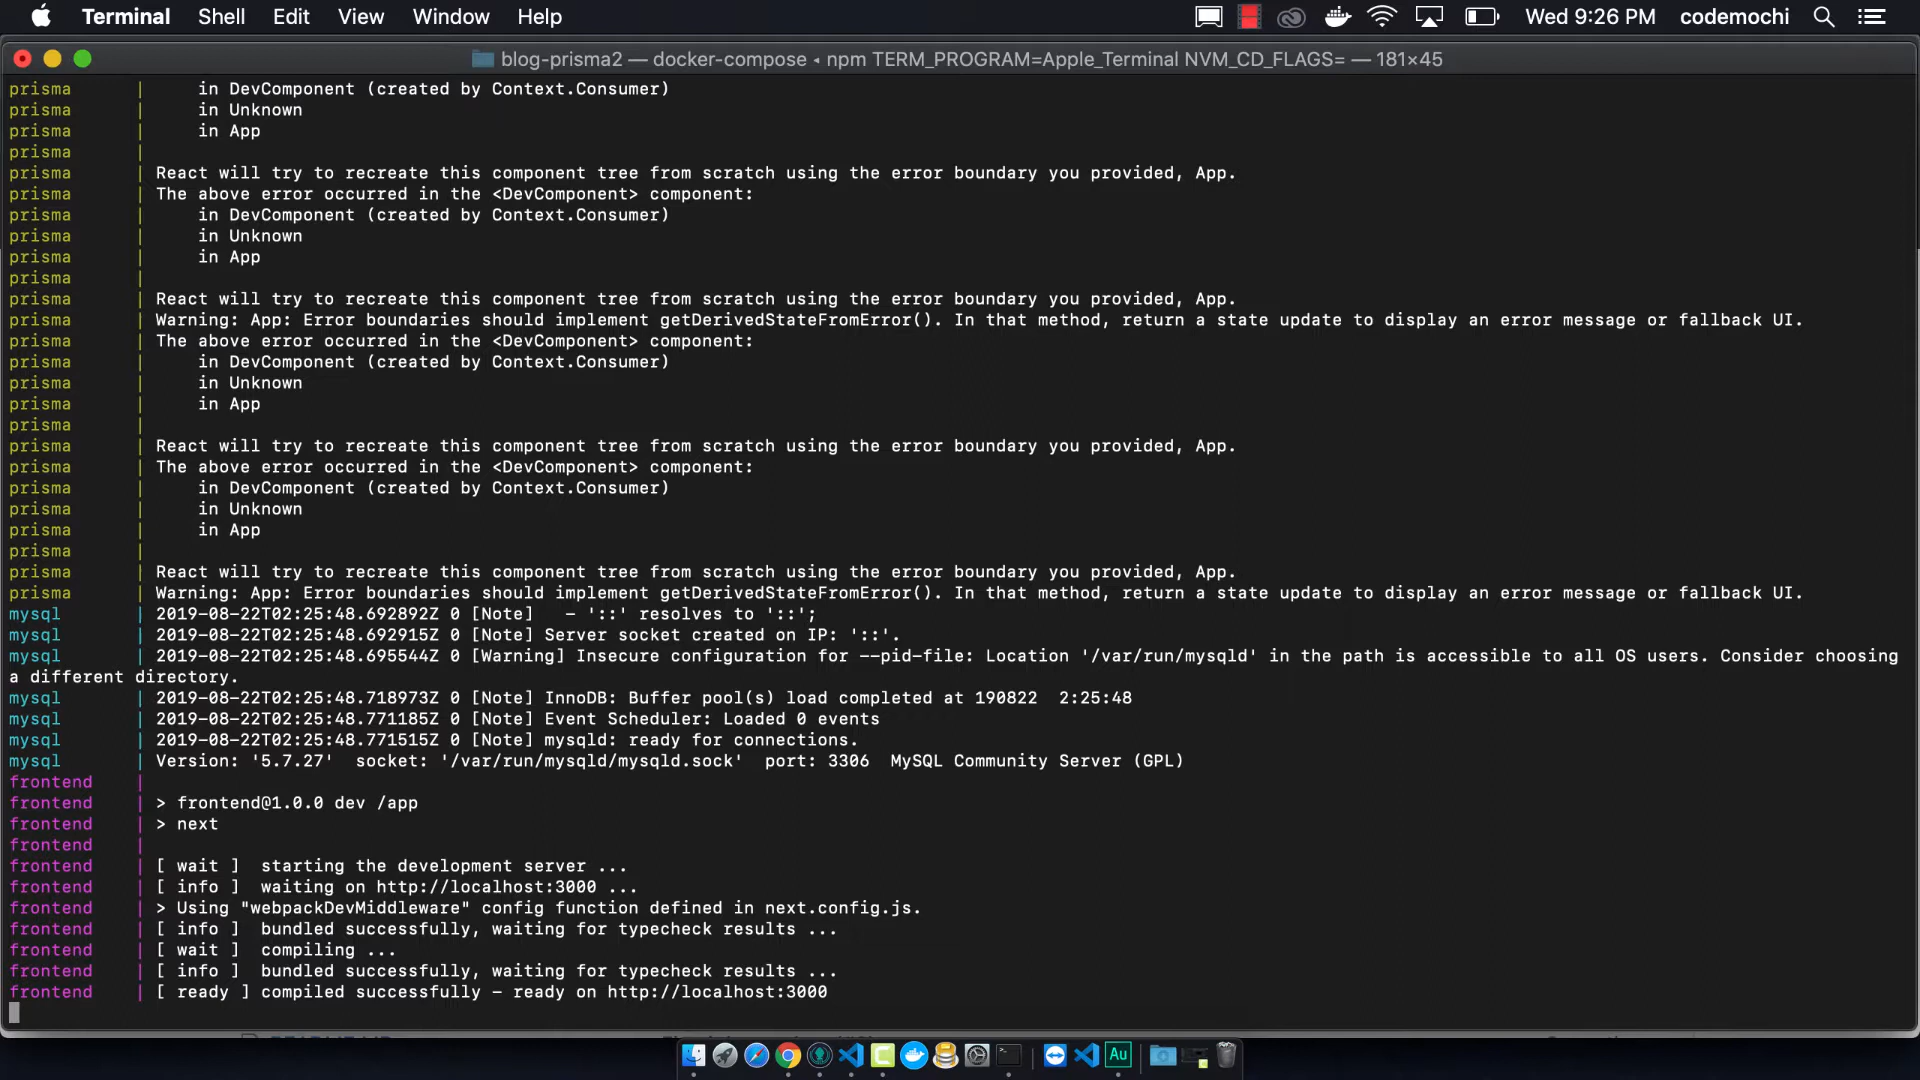 Terminal Shell Edit View Window Help Wed 9:26 PM codemochi
blog-prisma2 — docker-compose ◂ npm TERM_PROGRAM=Apple_Terminal NVM_CD_FLAGS= — 181×45
prisma | in DevComponent (created by Context.Consumer)
prisma | in Unknown
prisma | in App
prisma |
prisma | React will try to recreate this component tree from scratch using the error boundary you provided, App.
prisma | The above error occurred in the <DevComponent> component:
prisma | in DevComponent (created by Context.Consumer)
prisma | in Unknown
prisma | in App
prisma |
prisma | React will try to recreate this component tree from scratch using the error boundary you provided, App.
prisma | Warning: App: Error boundaries should implement getDerivedStateFromError(). In that method, return a state update to display an error message or fallback UI.
prisma | The above error occurred in the <DevComponent> component:
prisma | in DevComponent (created by Context.Consumer)
prisma | in Unknown
prisma | in App
prisma |
prisma | React will try to recreate this component tree from scratch using the error boundary you provided, App.
prisma | The above error occurred in the <DevComponent> component:
prisma | in DevComponent (created by Context.Consumer)
prisma | in Unknown
prisma | in App
prisma |
prisma | React will try to recreate this component tree from scratch using the error boundary you provided, App.
prisma | Warning: App: Error boundaries should implement getDerivedStateFromError(). In that method, return a state update to display an error message or fallback UI.
mysql | 2019-08-22T02:25:48.692892Z 0 [Note] - '::' resolves to '::';
mysql | 2019-08-22T02:25:48.692915Z 0 [Note] Server socket created on IP: '::'.
mysql | 2019-08-22T02:25:48.695544Z 0 [Warning] Insecure configuration for --pid-file: Location '/var/run/mysqld' in the path is accessible to all OS users. Consider choosing
a different directory.
mysql | 2019-08-22T02:25:48.718973Z 0 [Note] InnoDB: Buffer pool(s) load completed at 190822 2:25:48
mysql | 2019-08-22T02:25:48.771185Z 0 [Note] Event Scheduler: Loaded 0 events
mysql | 2019-08-22T02:25:48.771515Z 0 [Note] mysqld: ready for connections.
mysql | Version: '5.7.27' socket: '/var/run/mysqld/mysqld.sock' port: 3306 MySQL Community Server (GPL)
frontend |
frontend | > frontend@1.0.0 dev /app
frontend | > next
frontend |
frontend | [ wait ] starting the development server ...
frontend | [ info ] waiting on http://localhost:3000 ...
frontend | > Using "webpackDevMiddleware" config function defined in next.config.js.
frontend | [ info ] bundled successfully, waiting for typecheck results ...
frontend | [ wait ] compiling ...
frontend | [ info ] bundled successfully, waiting for typecheck results ...
frontend | [ ready ] compiled successfully - ready on http://localhost:3000
Au